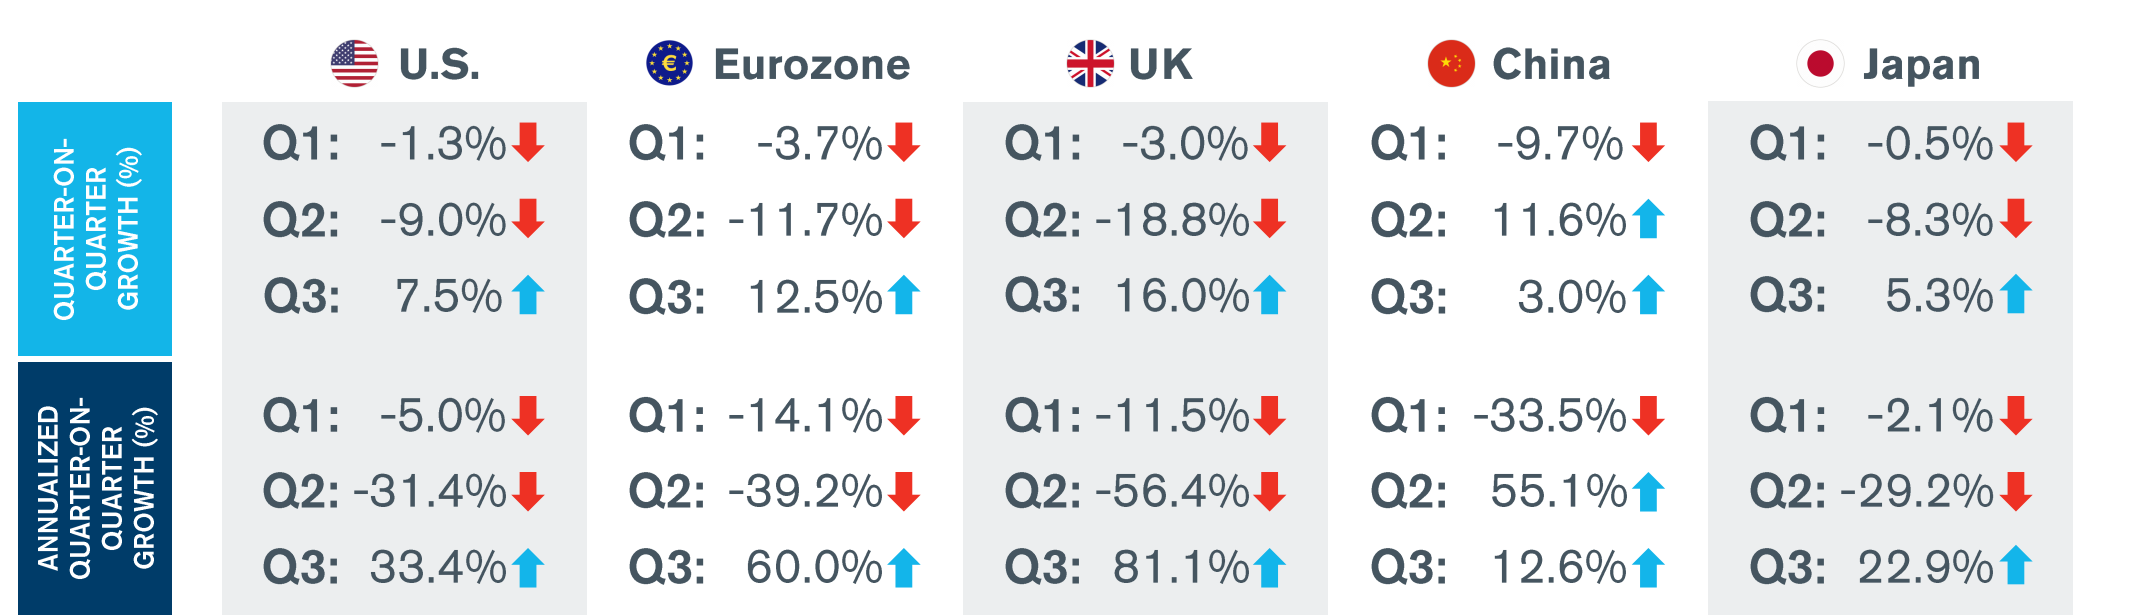 U.S. Eurozone UK China Japan
QUARTER-ON-
QUARTER
GROWTH (%)
Q1: -1.3% Q1: -3.7% Q1: -3.0% Q1: -9.7% Q1: -0.5%
Q2: -9.0% Q2: -11.7% Q2: -18.8% Q2: 11.6% Q2: -8.3%
Q3: 7.5% Q3: 12.5% Q3: 16.0% Q3: 3.0% Q3: 5.3%
ANNUALIZED
QUARTER-ON-
QUARTER
GROWTH (%)
Q1: -5.0% Q1: -14.1% Q1: -11.5% Q1: -33.5% Q1: -2.1%
Q2: -31.4% Q2: -39.2% Q2: -56.4% Q2: 55.1% Q2: -29.2%
Q3: 33.4% Q3: 60.0% Q3: 81.1% Q3: 12.6% Q3: 22.9%